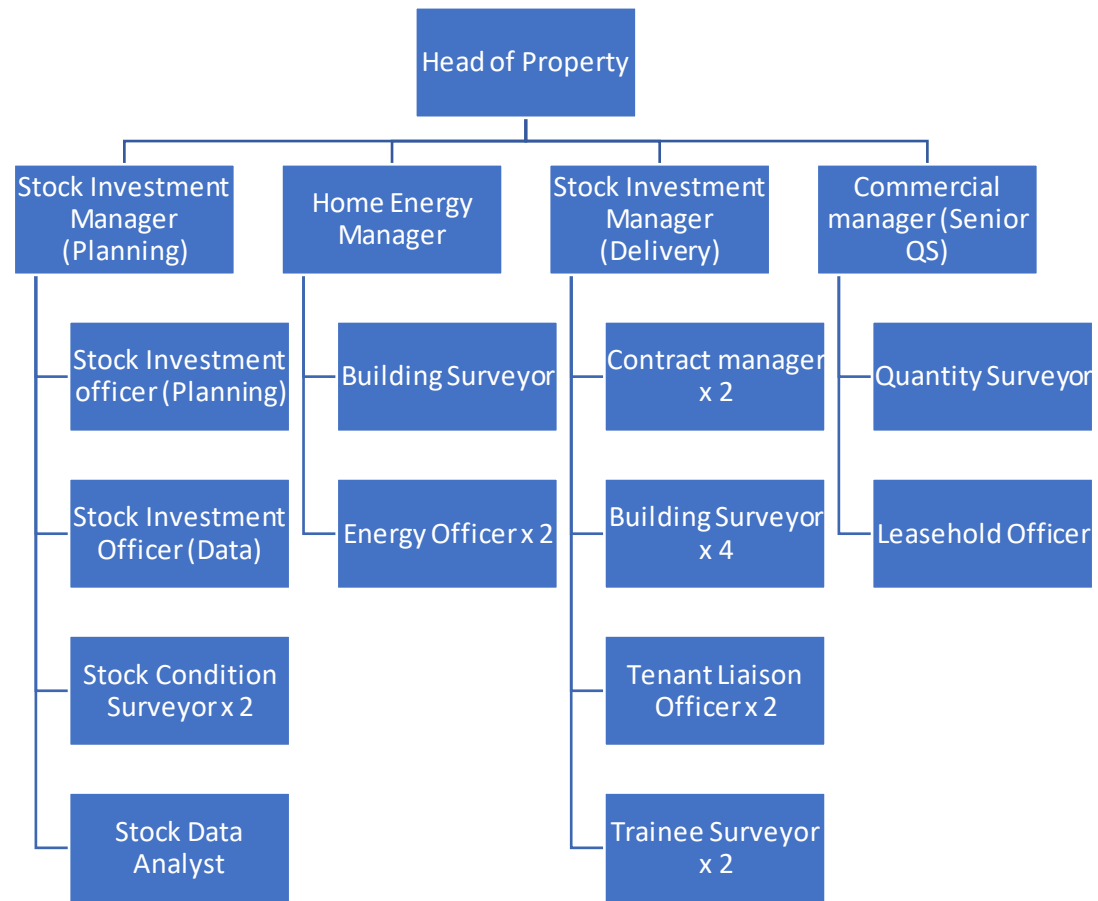 Head of Property
Stock Investment
Manager
(Planning)
Home Energy
Manager
Stock Investment
Manager
(Delivery)
Commercial
manager (Senior
QS)
Stock Investment
officer (Planning)
Building Surveyor
Contract manager
x 2
Quantity Surveyor
Stock Investment
Officer (Data)
Energy Officer x 2
Building Surveyor
x 4
Leasehold Officer
Stock Condition
Surveyor x 2
Tenant Liaison
Officer x 2
Stock Data
Analyst
Trainee Surveyor
x 2